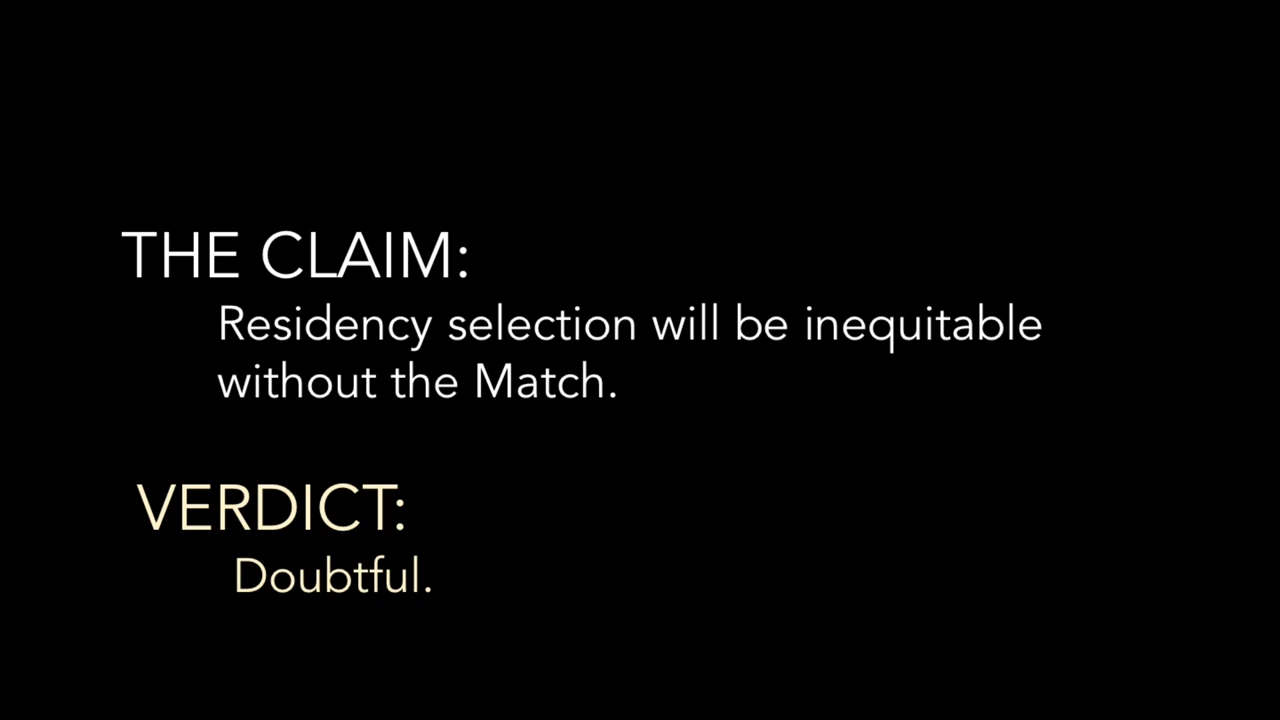 THE CLAIM:
Residency selection will be inequitable
without the Match.
VERDICT:
Doubtful.